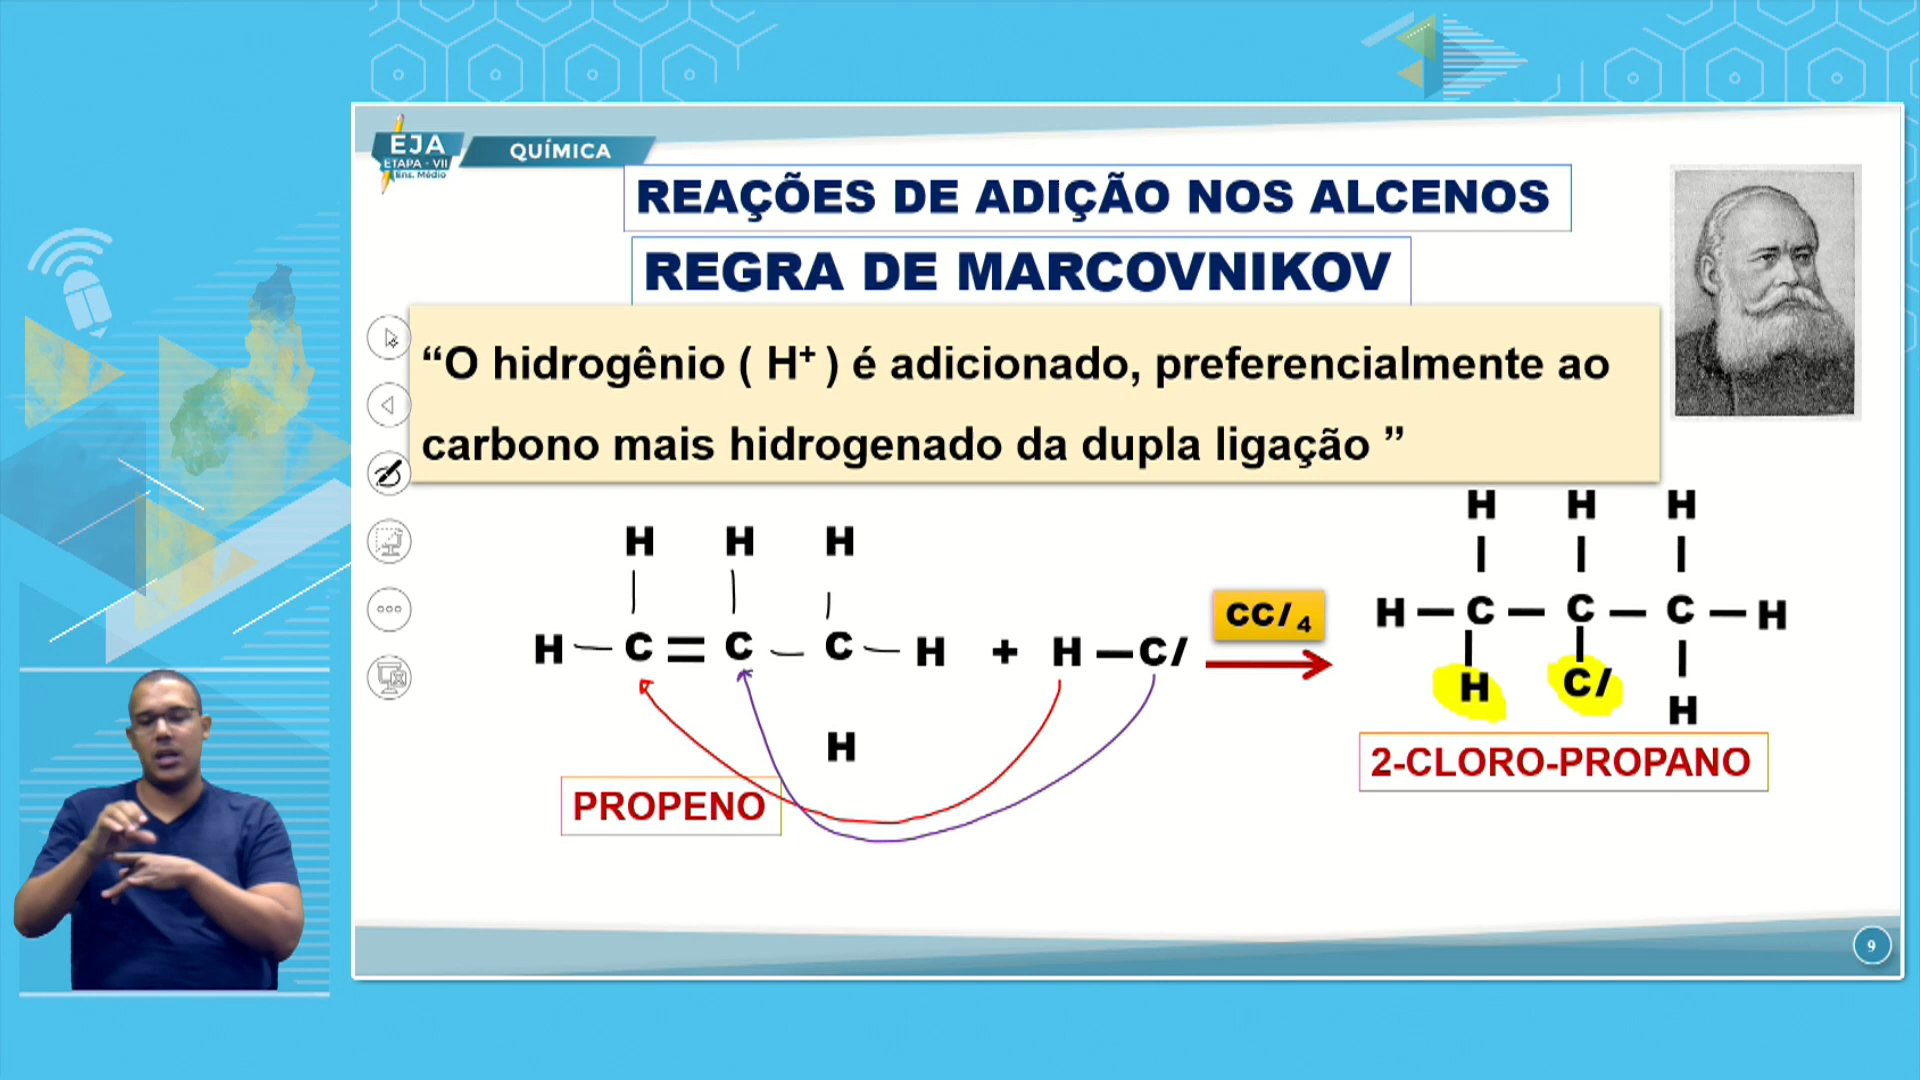 EJA
ETAPA - VII
Ens. Médio
QUÍMICA
REAÇÕES DE ADIÇÃO NOS ALCENOS
REGRA DE MARCOVNIKOV
“O hidrogênio ( H⁺ ) é adicionado, preferencialmente ao
carbono mais hidrogenado da dupla ligação ”
H H H
H — C = C — C — H + H — Cl
H
PROPENO
CCl₄
H H H
H — C — C — C — H
H Cl H
2-CLORO-PROPANO
9